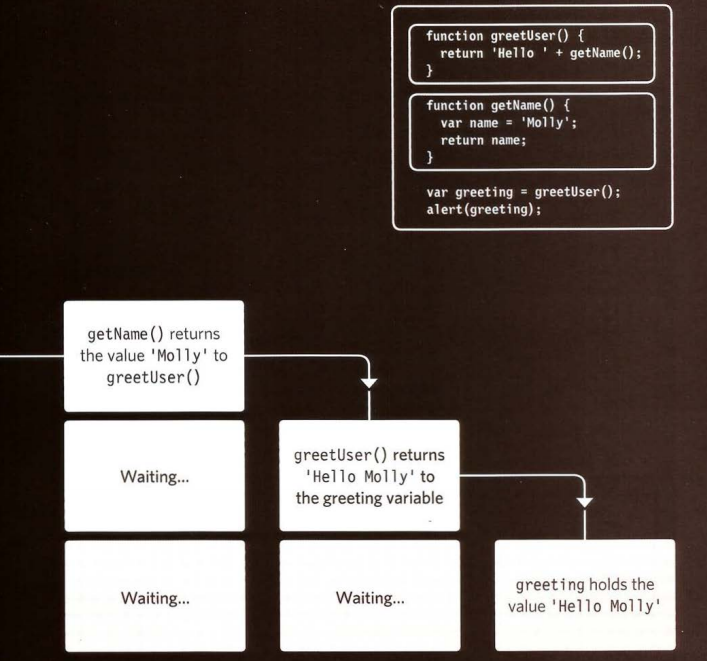 function greetUser() {
return 'Hello ' + getName();
}
function getName() {
var name = 'Molly';
return name;
}
var greeting = greetUser();
alert(greeting);
getName() returns
the value 'Molly' to
greetUser()
Waiting...
greetUser() returns
'Hello Molly' to
the greeting variable
Waiting...
Waiting...
greeting holds the
value 'Hello Molly'